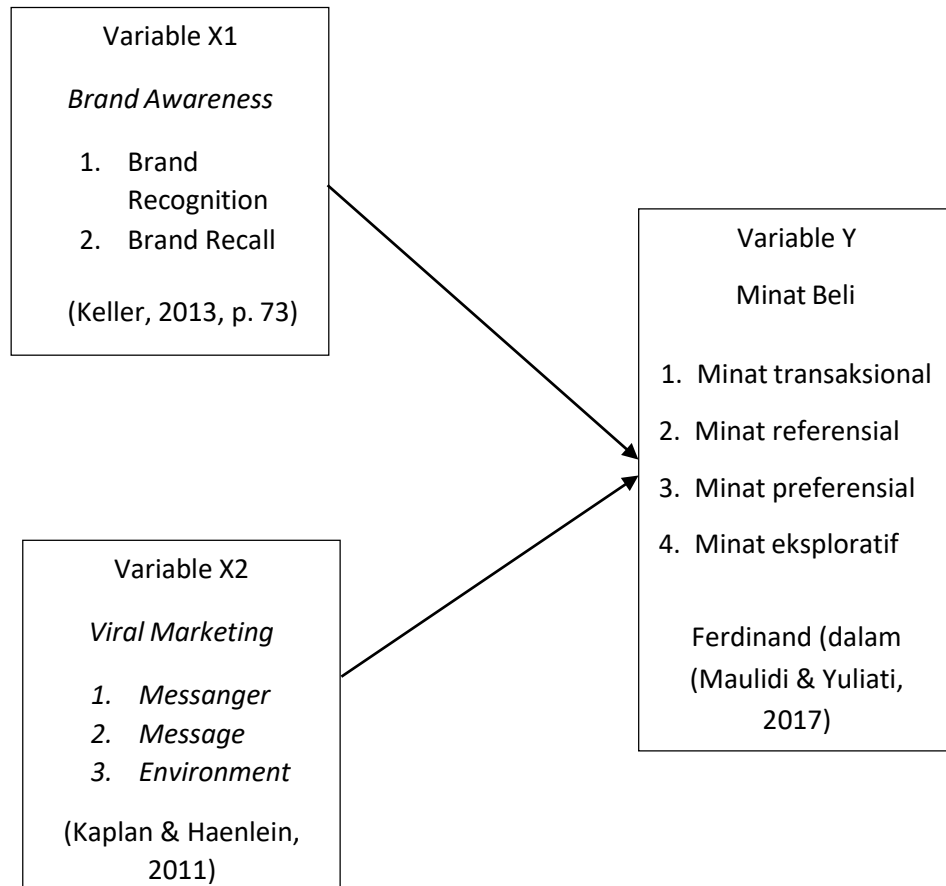 Variable X1
Brand Awareness
1. Brand
Recognition
2. Brand Recall
(Keller, 2013, p. 73)
Variable X2
Viral Marketing
1. Messanger
2. Message
3. Environment
(Kaplan & Haenlein,
2011)
Variable Y
Minat Beli
1. Minat transaksional
2. Minat referensial
3. Minat preferensial
4. Minat eksploratif
Ferdinand (dalam
(Maulidi & Yuliati,
2017)